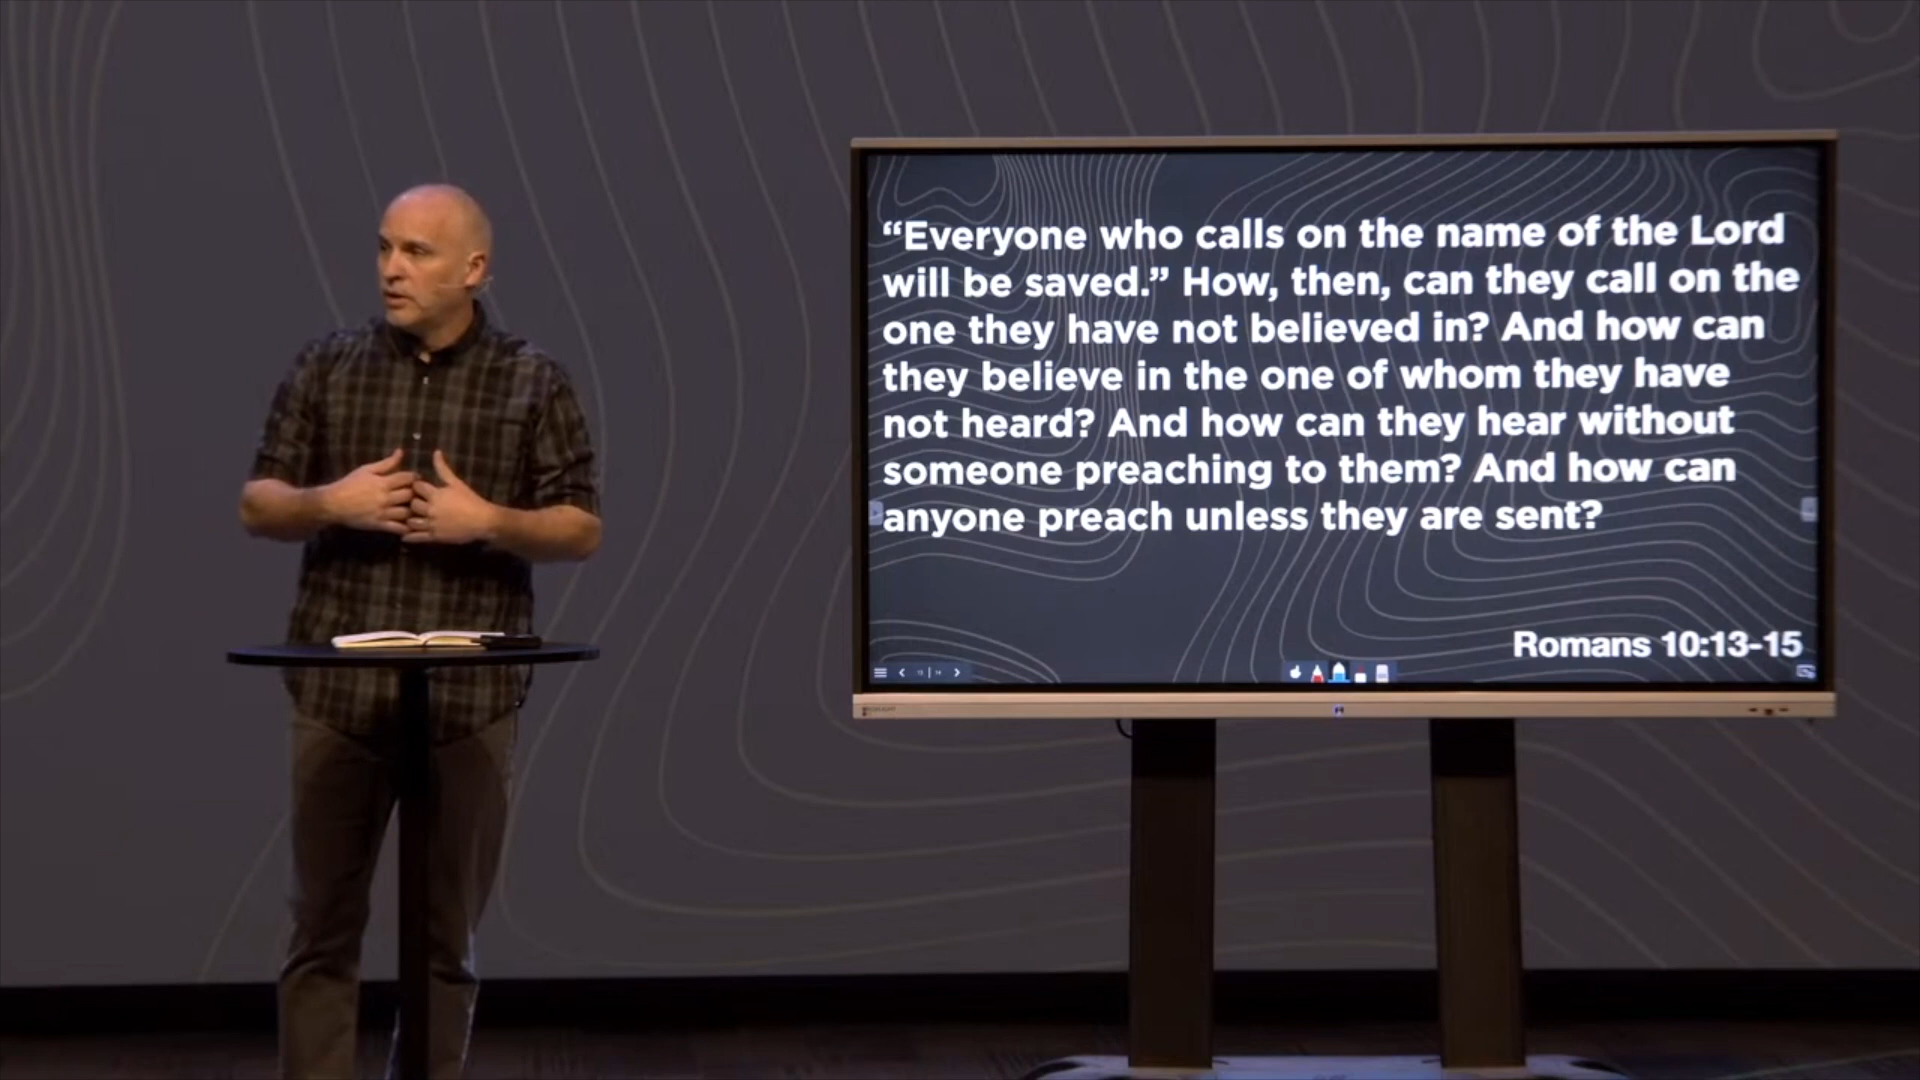 “Everyone who calls on the name of the Lord
will be saved.” How, then, can they call on the
one they have not believed in? And how can
they believe in the one of whom they have
not heard? And how can they hear without
someone preaching to them? And how can
anyone preach unless they are sent?
Romans 10:13-15